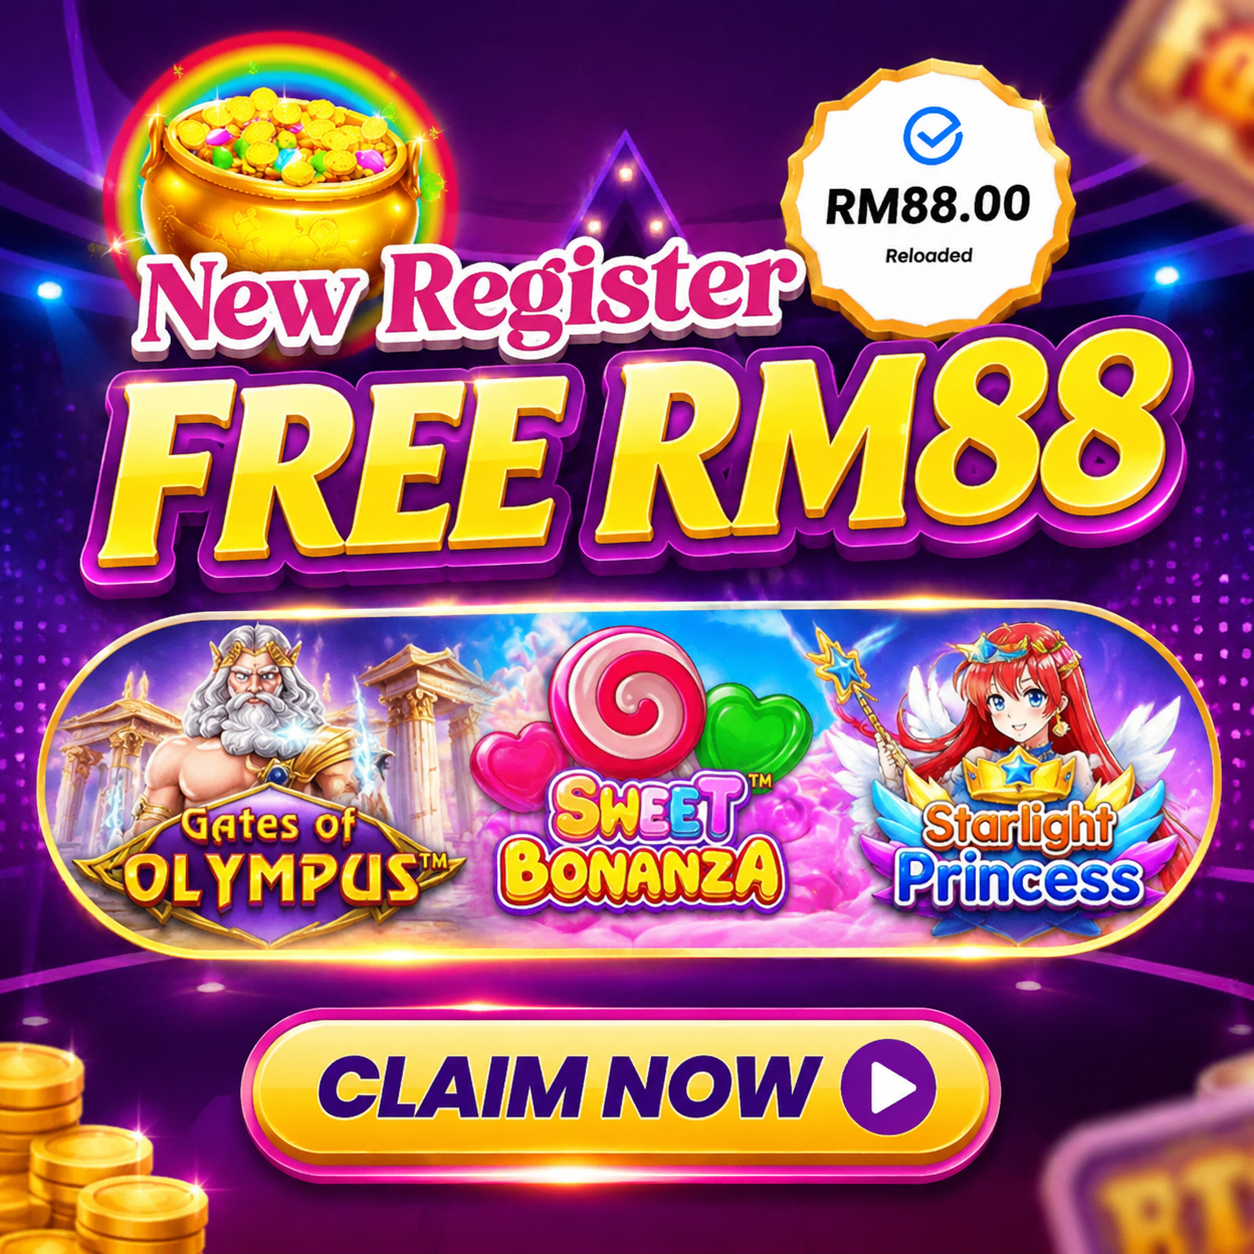 RM88.00
Reloaded
New Register
FREE RM88
Gates of
OLYMPUS™
SWEET™
BONANZA
Starlight
Princess
CLAIM NOW